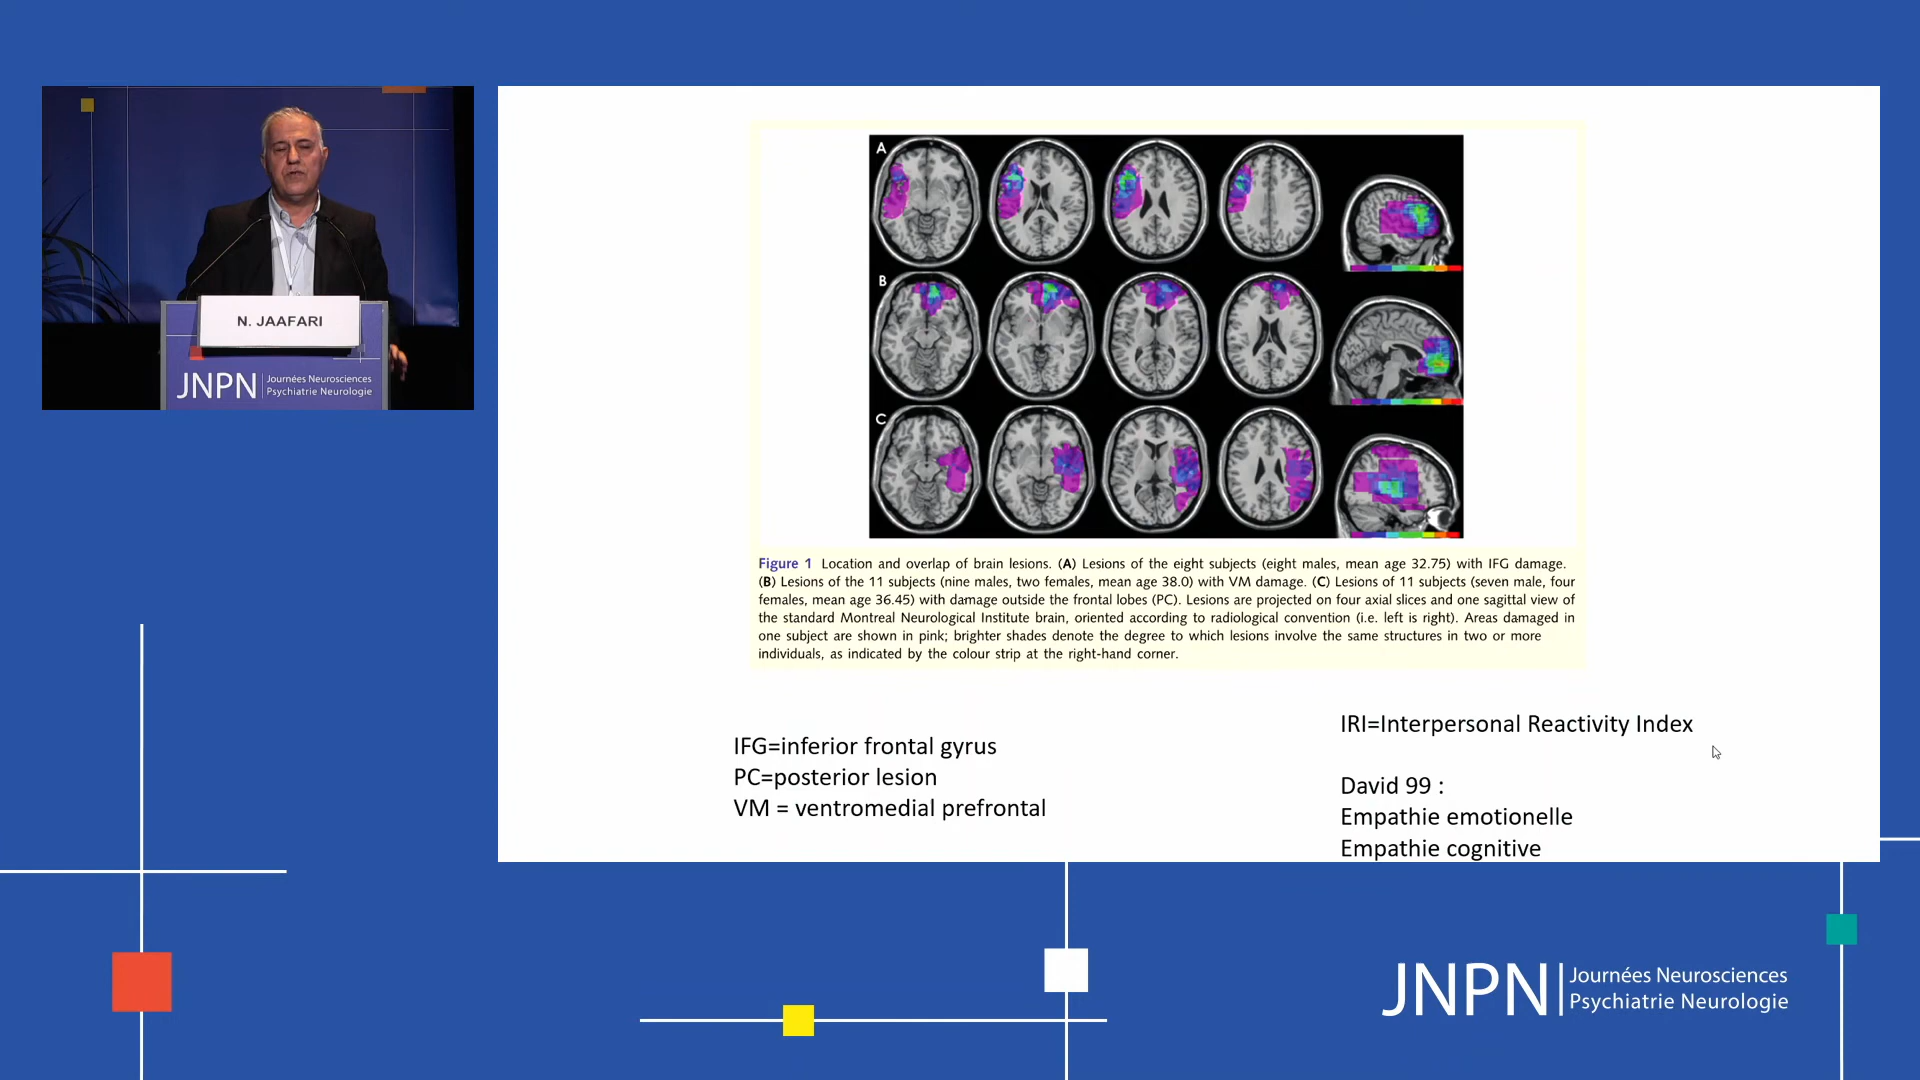 N. JAAFARI
JNPN Journées Neurosciences
Psychiatrie Neurologie
A
B
C
Figure 1 Location and overlap of brain lesions. (A) Lesions of the eight subjects (eight males, mean age 32.75) with IFG damage.
(B) Lesions of the 11 subjects (nine males, two females, mean age 38.0) with VM damage. (C) Lesions of 11 subjects (seven male, four
females, mean age 36.45) with damage outside the frontal lobes (PC). Lesions are projected on four axial slices and one sagittal view of
the standard Montreal Neurological Institute brain, oriented according to radiological convention (i.e. left is right). Areas damaged in
one subject are shown in pink; brighter shades denote the degree to which lesions involve the same structures in two or more
individuals, as indicated by the colour strip at the right-hand corner.
IFG=inferior frontal gyrus
PC=posterior lesion
VM = ventromedial prefrontal
IRI=Interpersonal Reactivity Index
David 99 :
Empathie emotionelle
Empathie cognitive
JNPN Journées Neurosciences
Psychiatrie Neurologie